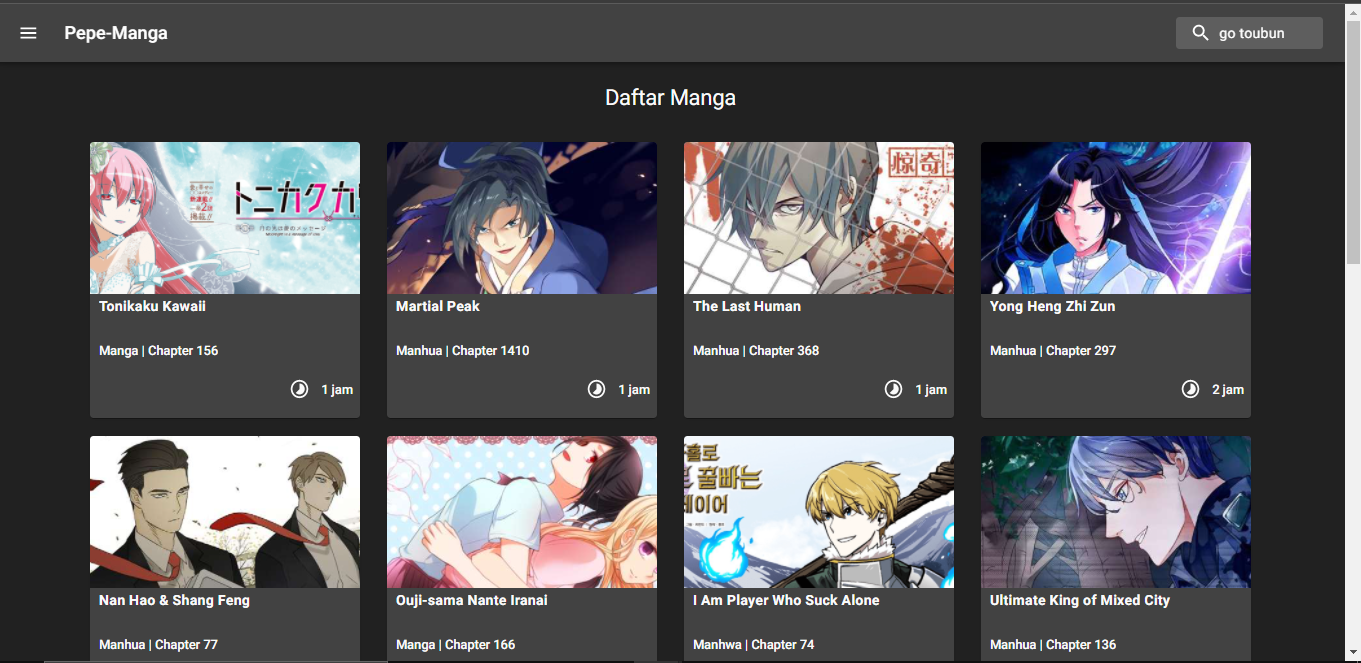 Pepe-Manga
go toubun
Daftar Manga
トニカクカ
惊奇
Tonikaku Kawaii
Martial Peak
The Last Human
Yong Heng Zhi Zun
Manga | Chapter 156
Manhua | Chapter 1410
Manhua | Chapter 368
Manhua | Chapter 297
1 jam
1 jam
1 jam
2 jam
홀로
꿀빠는
레이어
Nan Hao & Shang Feng
Ouji-sama Nante Iranai
I Am Player Who Suck Alone
Ultimate King of Mixed City
Manhua | Chapter 77
Manga | Chapter 166
Manhwa | Chapter 74
Manhua | Chapter 136